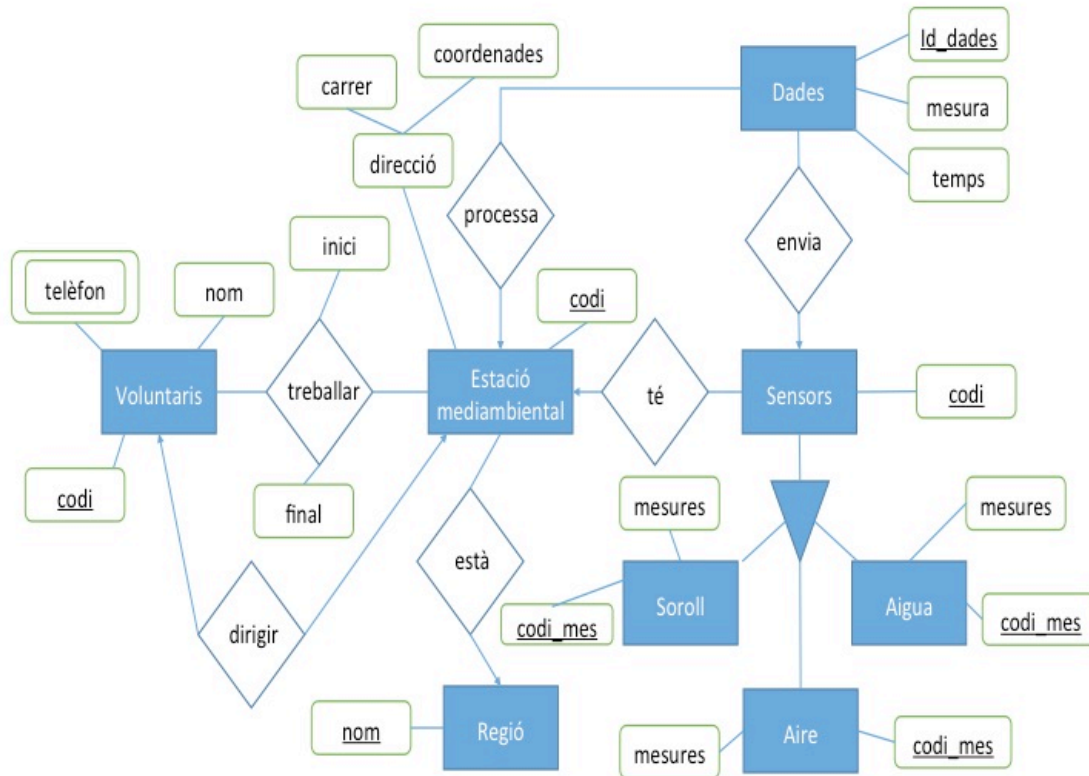 Id_dades
coordenades
carrer
Dades
mesura
direcció
temps
processa
inici
envia
telèfon
nom
codi
Voluntaris
treballar
Estació
mediambiental
té
Sensors
codi
codi
final
mesures
mesures
està
Soroll
Aigua
codi_mes
codi_mes
dirigir
nom
Regió
Aire
mesures
codi_mes